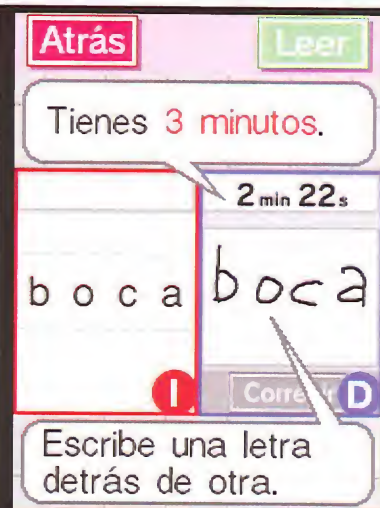 Atrás
Leer
Tienes 3 minutos.
2 min 22 s
b o c a
boca
I
D
Escribe una letra
detrás de otra.